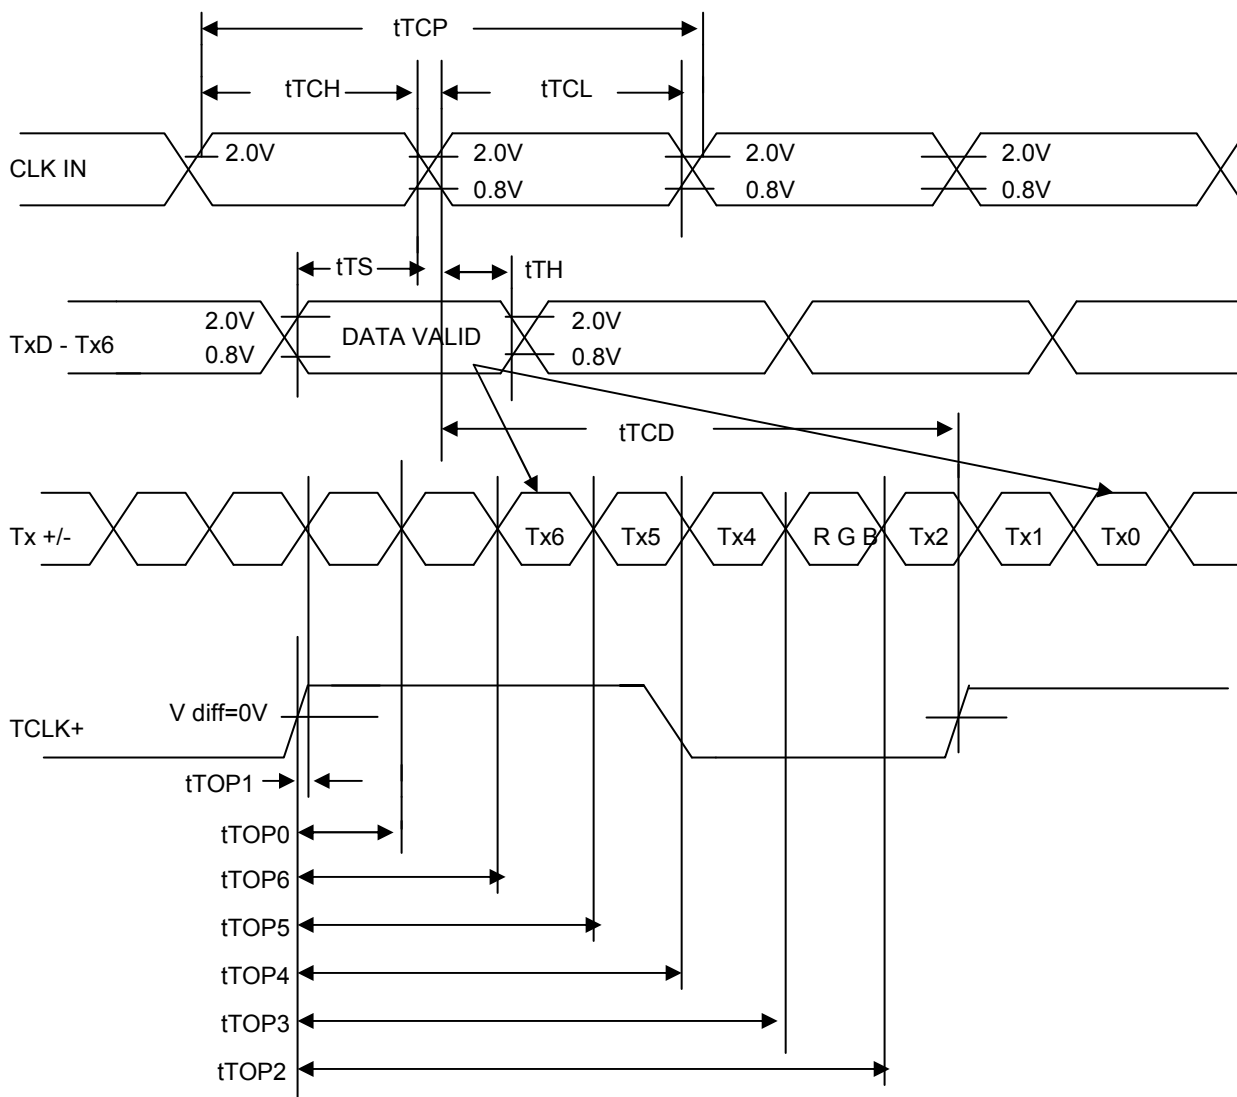 tTCP
tTCH
tTCL
CLK IN
2.0V
2.0V
0.8V
2.0V
0.8V
2.0V
0.8V
tTS
tTH
TxD - Tx6
2.0V
0.8V
DATA VALID
2.0V
0.8V
tTCD
Tx +/-
Tx6
Tx5
Tx4
R G B
Tx2
Tx1
Tx0
TCLK+
V diff=0V
tTOP1
tTOP0
tTOP6
tTOP5
tTOP4
tTOP3
tTOP2